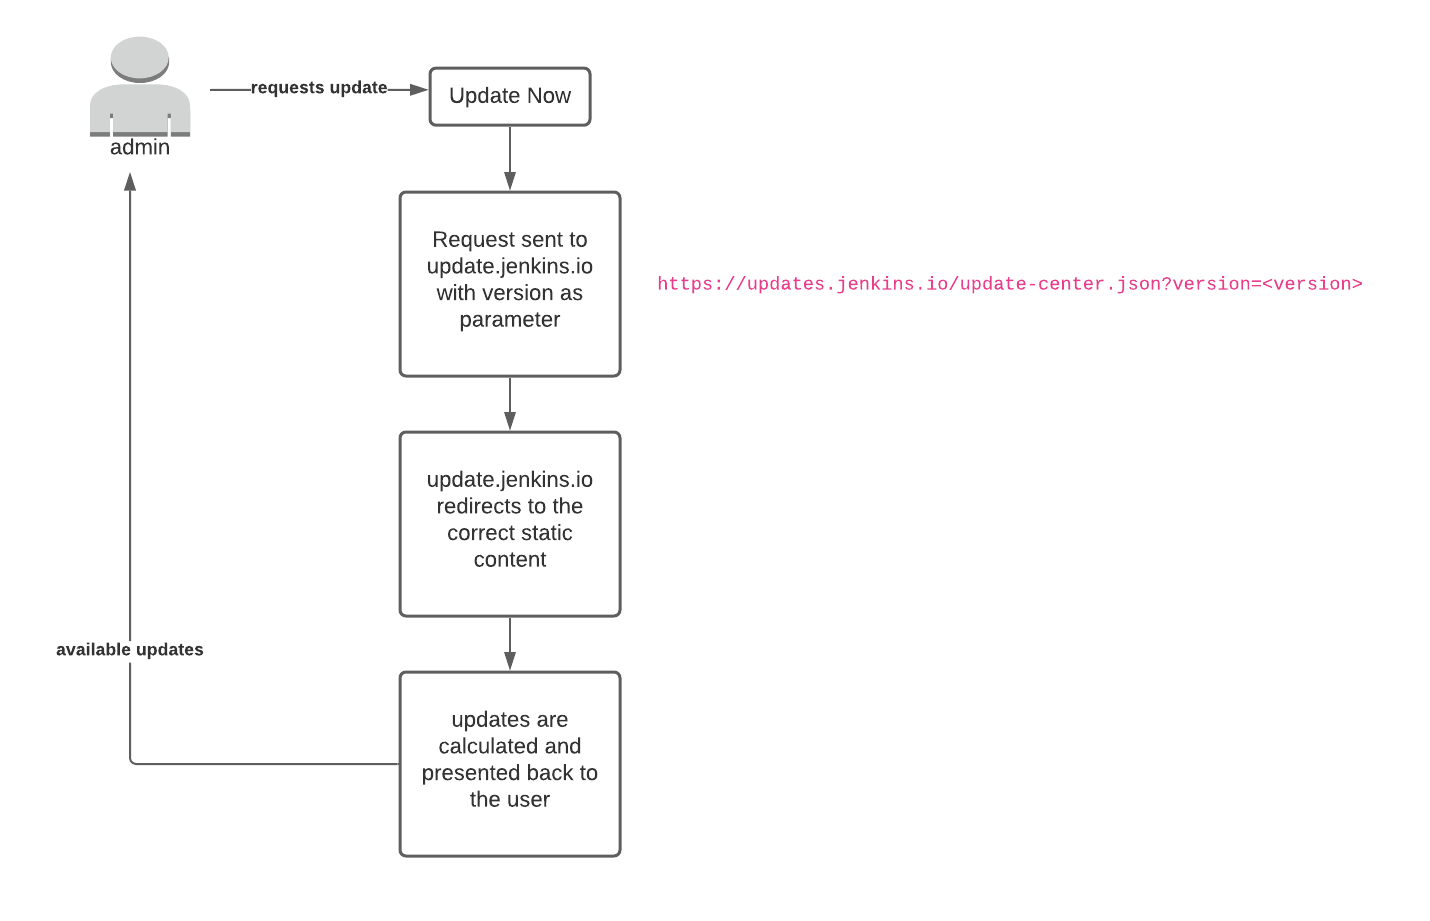 requests update
Update Now
admin
Request sent to
update.jenkins.io
with version as
parameter
https://updates.jenkins.io/update-center.json?version=<version>
update.jenkins.io
redirects to the
correct static
content
available updates
updates are
calculated and
presented back to
the user